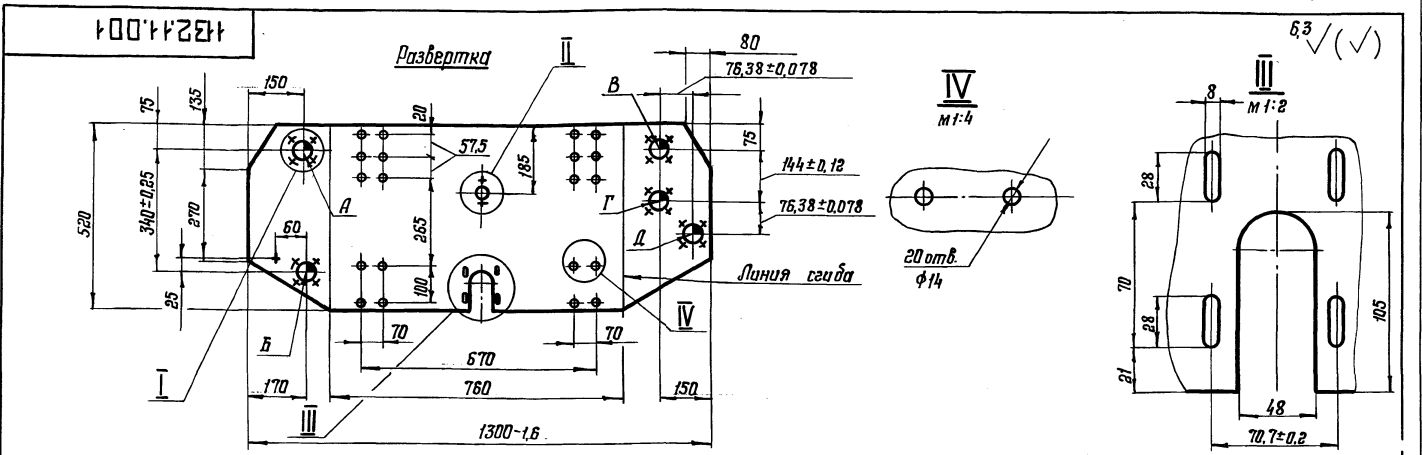 1132.11.001
6,3 √ (√)
Развертка
II
80
76,38±0,078
150
В
IV
м1:4
III
м 1:2
8
75
135
20
57,5
185
75
144±0,12
76,38±0,078
520
340±0,25
270
А
Г
Д
265
60
28
70
20 отв.
ф14
Линия сгиба
25
100
IV
28
105
Б
70
70
670
I
170
760
150
21
III
48
1300-1,6
70,7±0,2